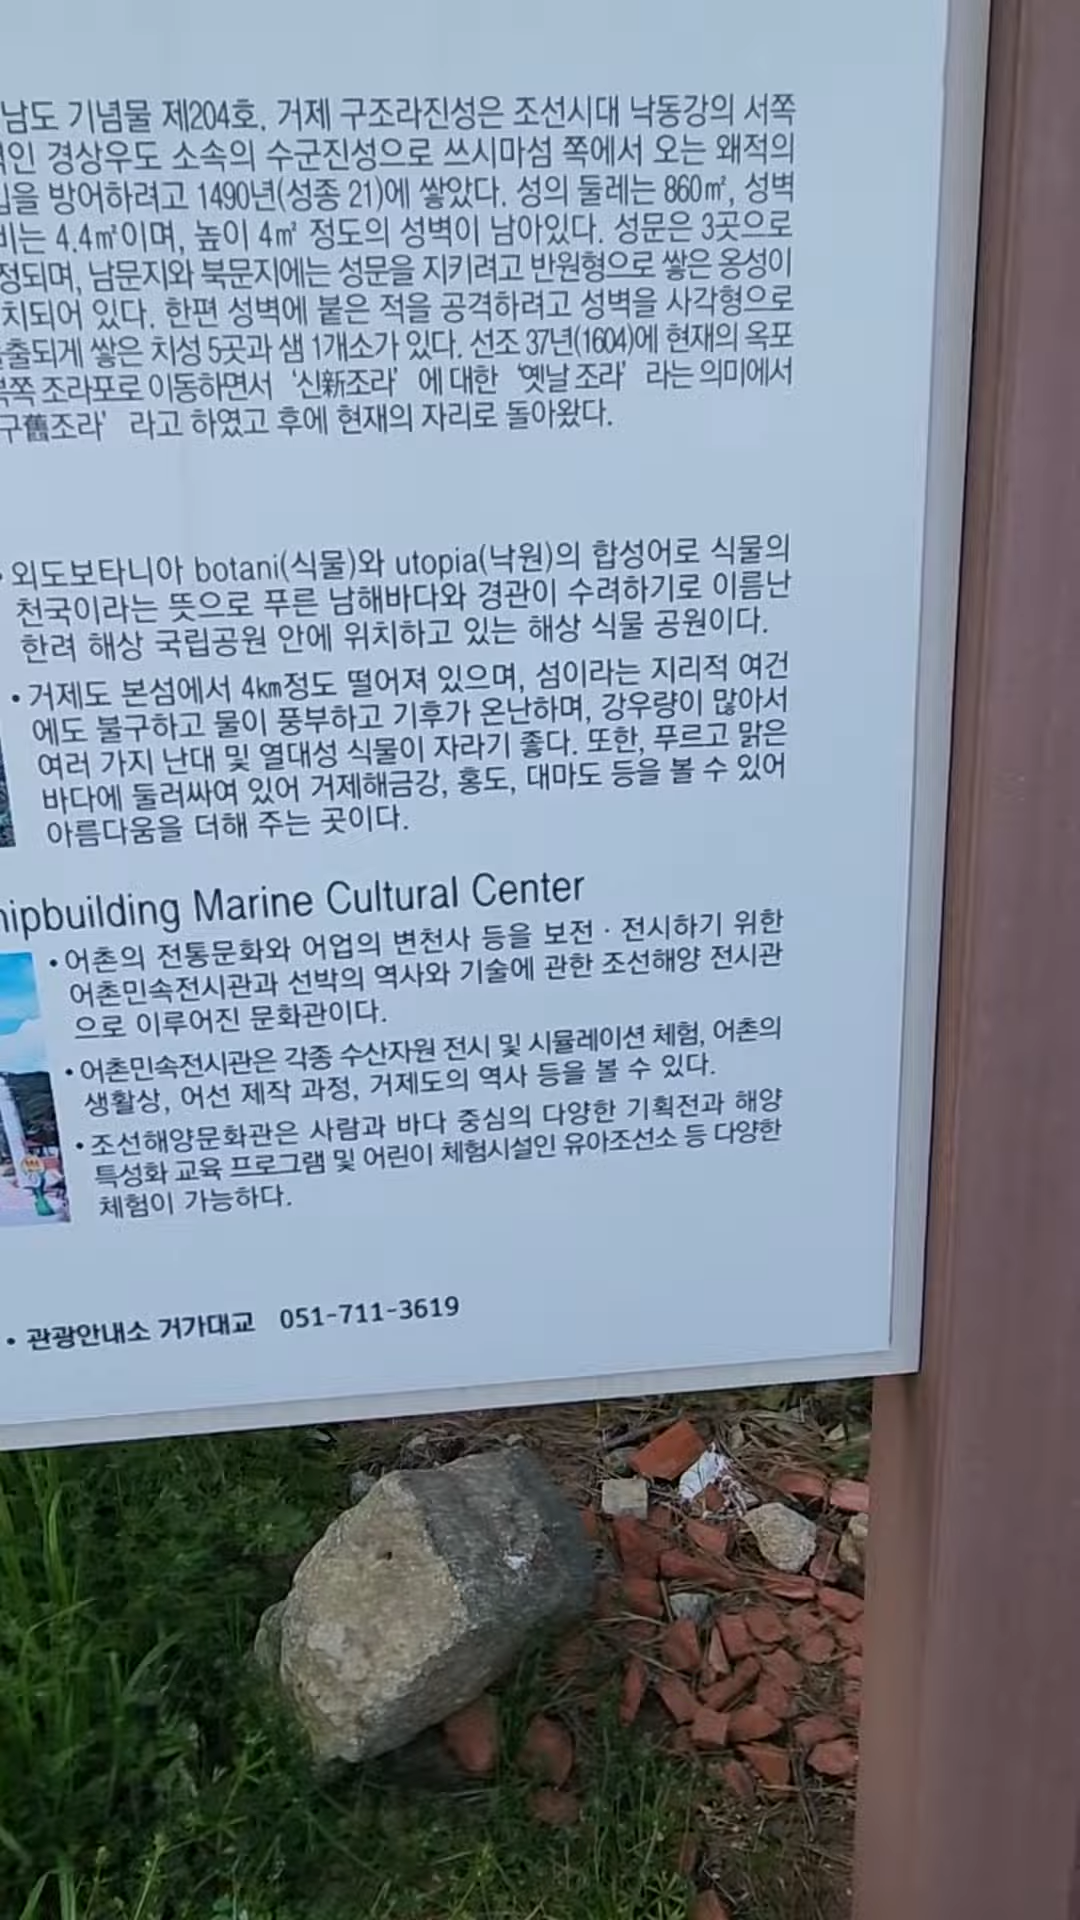 남도 기념물 제204호. 거제 구조라진성은 조선시대 낙동강의 서쪽
경상우도 소속의 수군진성으로 쓰시마섬 쪽에서 오는 왜적의
방어하려고 1490년(성종 21)에 쌓았다. 성의 둘레는 860㎡, 성벽
4.4㎡이며, 높이 4㎡ 정도의 성벽이 남아있다. 성문은 3곳으로
정되며, 남문지와 북문지에는 성문을 지키려고 반원형으로 쌓은 옹성이
치되어 있다. 한편 성벽에 붙은 적을 공격하려고 성벽을 사각형으로
출되게 쌓은 치성 5곳과 샘 1개소가 있다. 선조 37년(1604)에 현재의 옥포
북쪽 조라포로 이동하면서 ‘신新조라’ 에 대한 ‘옛날 조라’ 라는 의미에서
구舊조라’ 라고 하였고 후에 현재의 자리로 돌아왔다.
• 외도보타니아 botani(식물)와 utopia(낙원)의 합성어로 식물의
천국이라는 뜻으로 푸른 남해바다와 경관이 수려하기로 이름난
한려 해상 국립공원 안에 위치하고 있는 해상 식물 공원이다.
• 거제도 본섬에서 4㎞정도 떨어져 있으며, 섬이라는 지리적 여건
에도 불구하고 물이 풍부하고 기후가 온난하며, 강우량이 많아서
여러 가지 난대 및 열대성 식물이 자라기 좋다. 또한, 푸르고 맑은
바다에 둘러싸여 있어 거제해금강, 홍도, 대마도 등을 볼 수 있어
아름다움을 더해 주는 곳이다.
hipbuilding Marine Cultural Center
• 어촌의 전통문화와 어업의 변천사 등을 보전 · 전시하기 위한
어촌민속전시관과 선박의 역사와 기술에 관한 조선해양 전시관
으로 이루어진 문화관이다.
• 어촌민속전시관은 각종 수산자원 전시 및 시뮬레이션 체험, 어촌의
생활상, 어선 제작 과정, 거제도의 역사 등을 볼 수 있다.
• 조선해양문화관은 사람과 바다 중심의 다양한 기획전과 해양
특성화 교육 프로그램 및 어린이 체험시설인 유아조선소 등 다양한
체험이 가능하다.
• 관광안내소 거가대교 051-711-3619